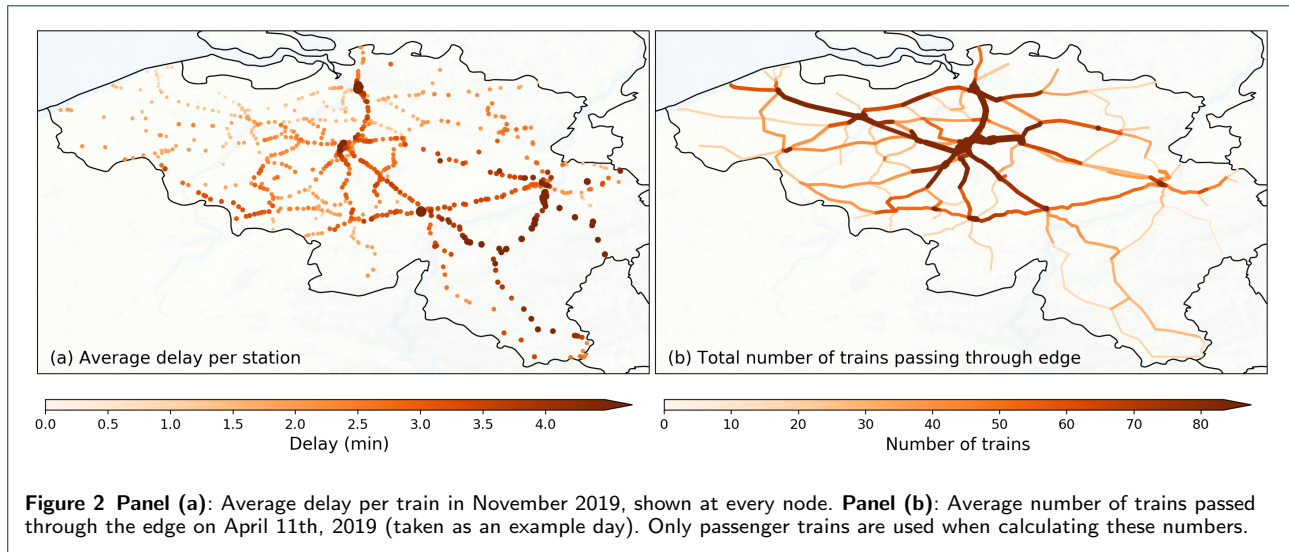 (a) Average delay per station
(b) Total number of trains passing through edge
0.0 0.5 1.0 1.5 2.0 2.5 3.0 3.5 4.0
Delay (min)
0 10 20 30 40 50 60 70 80
Number of trains
Figure 2 Panel (a): Average delay per train in November 2019, shown at every node. Panel (b): Average number of trains passed
through the edge on April 11th, 2019 (taken as an example day). Only passenger trains are used when calculating these numbers.